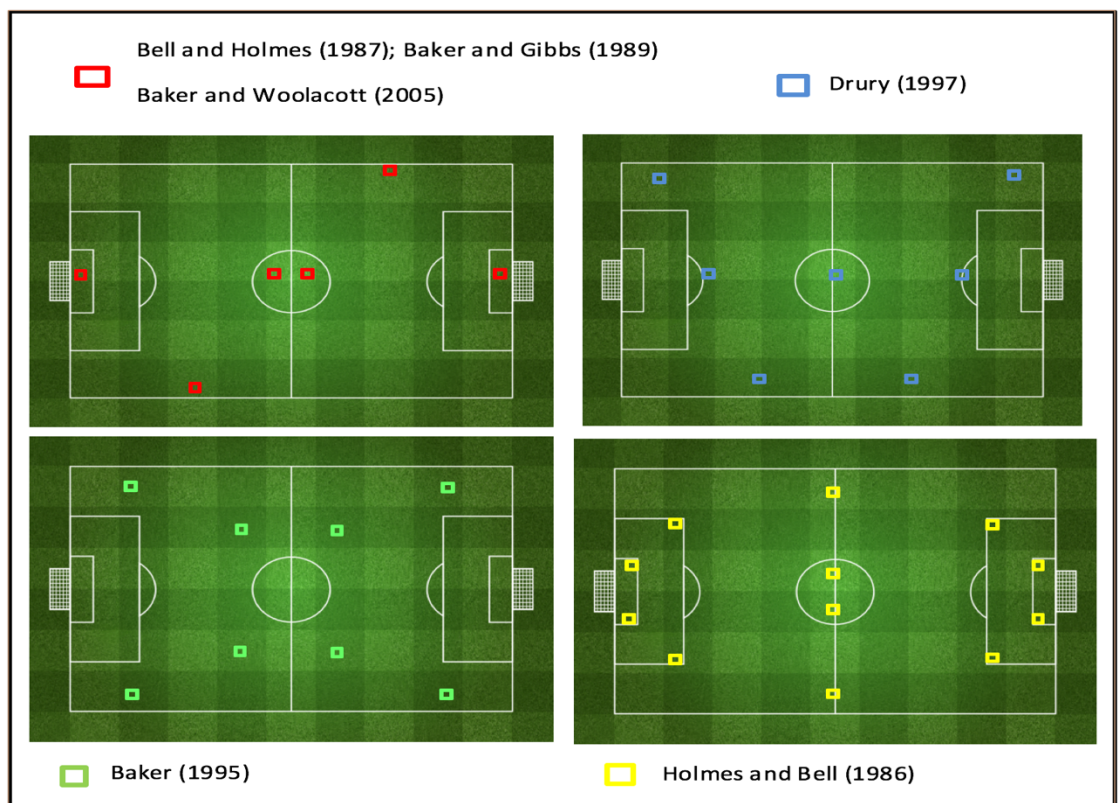 Bell and Holmes (1987); Baker and Gibbs (1989)
Baker and Woolacott (2005)
Drury (1997)
Baker (1995)
Holmes and Bell (1986)